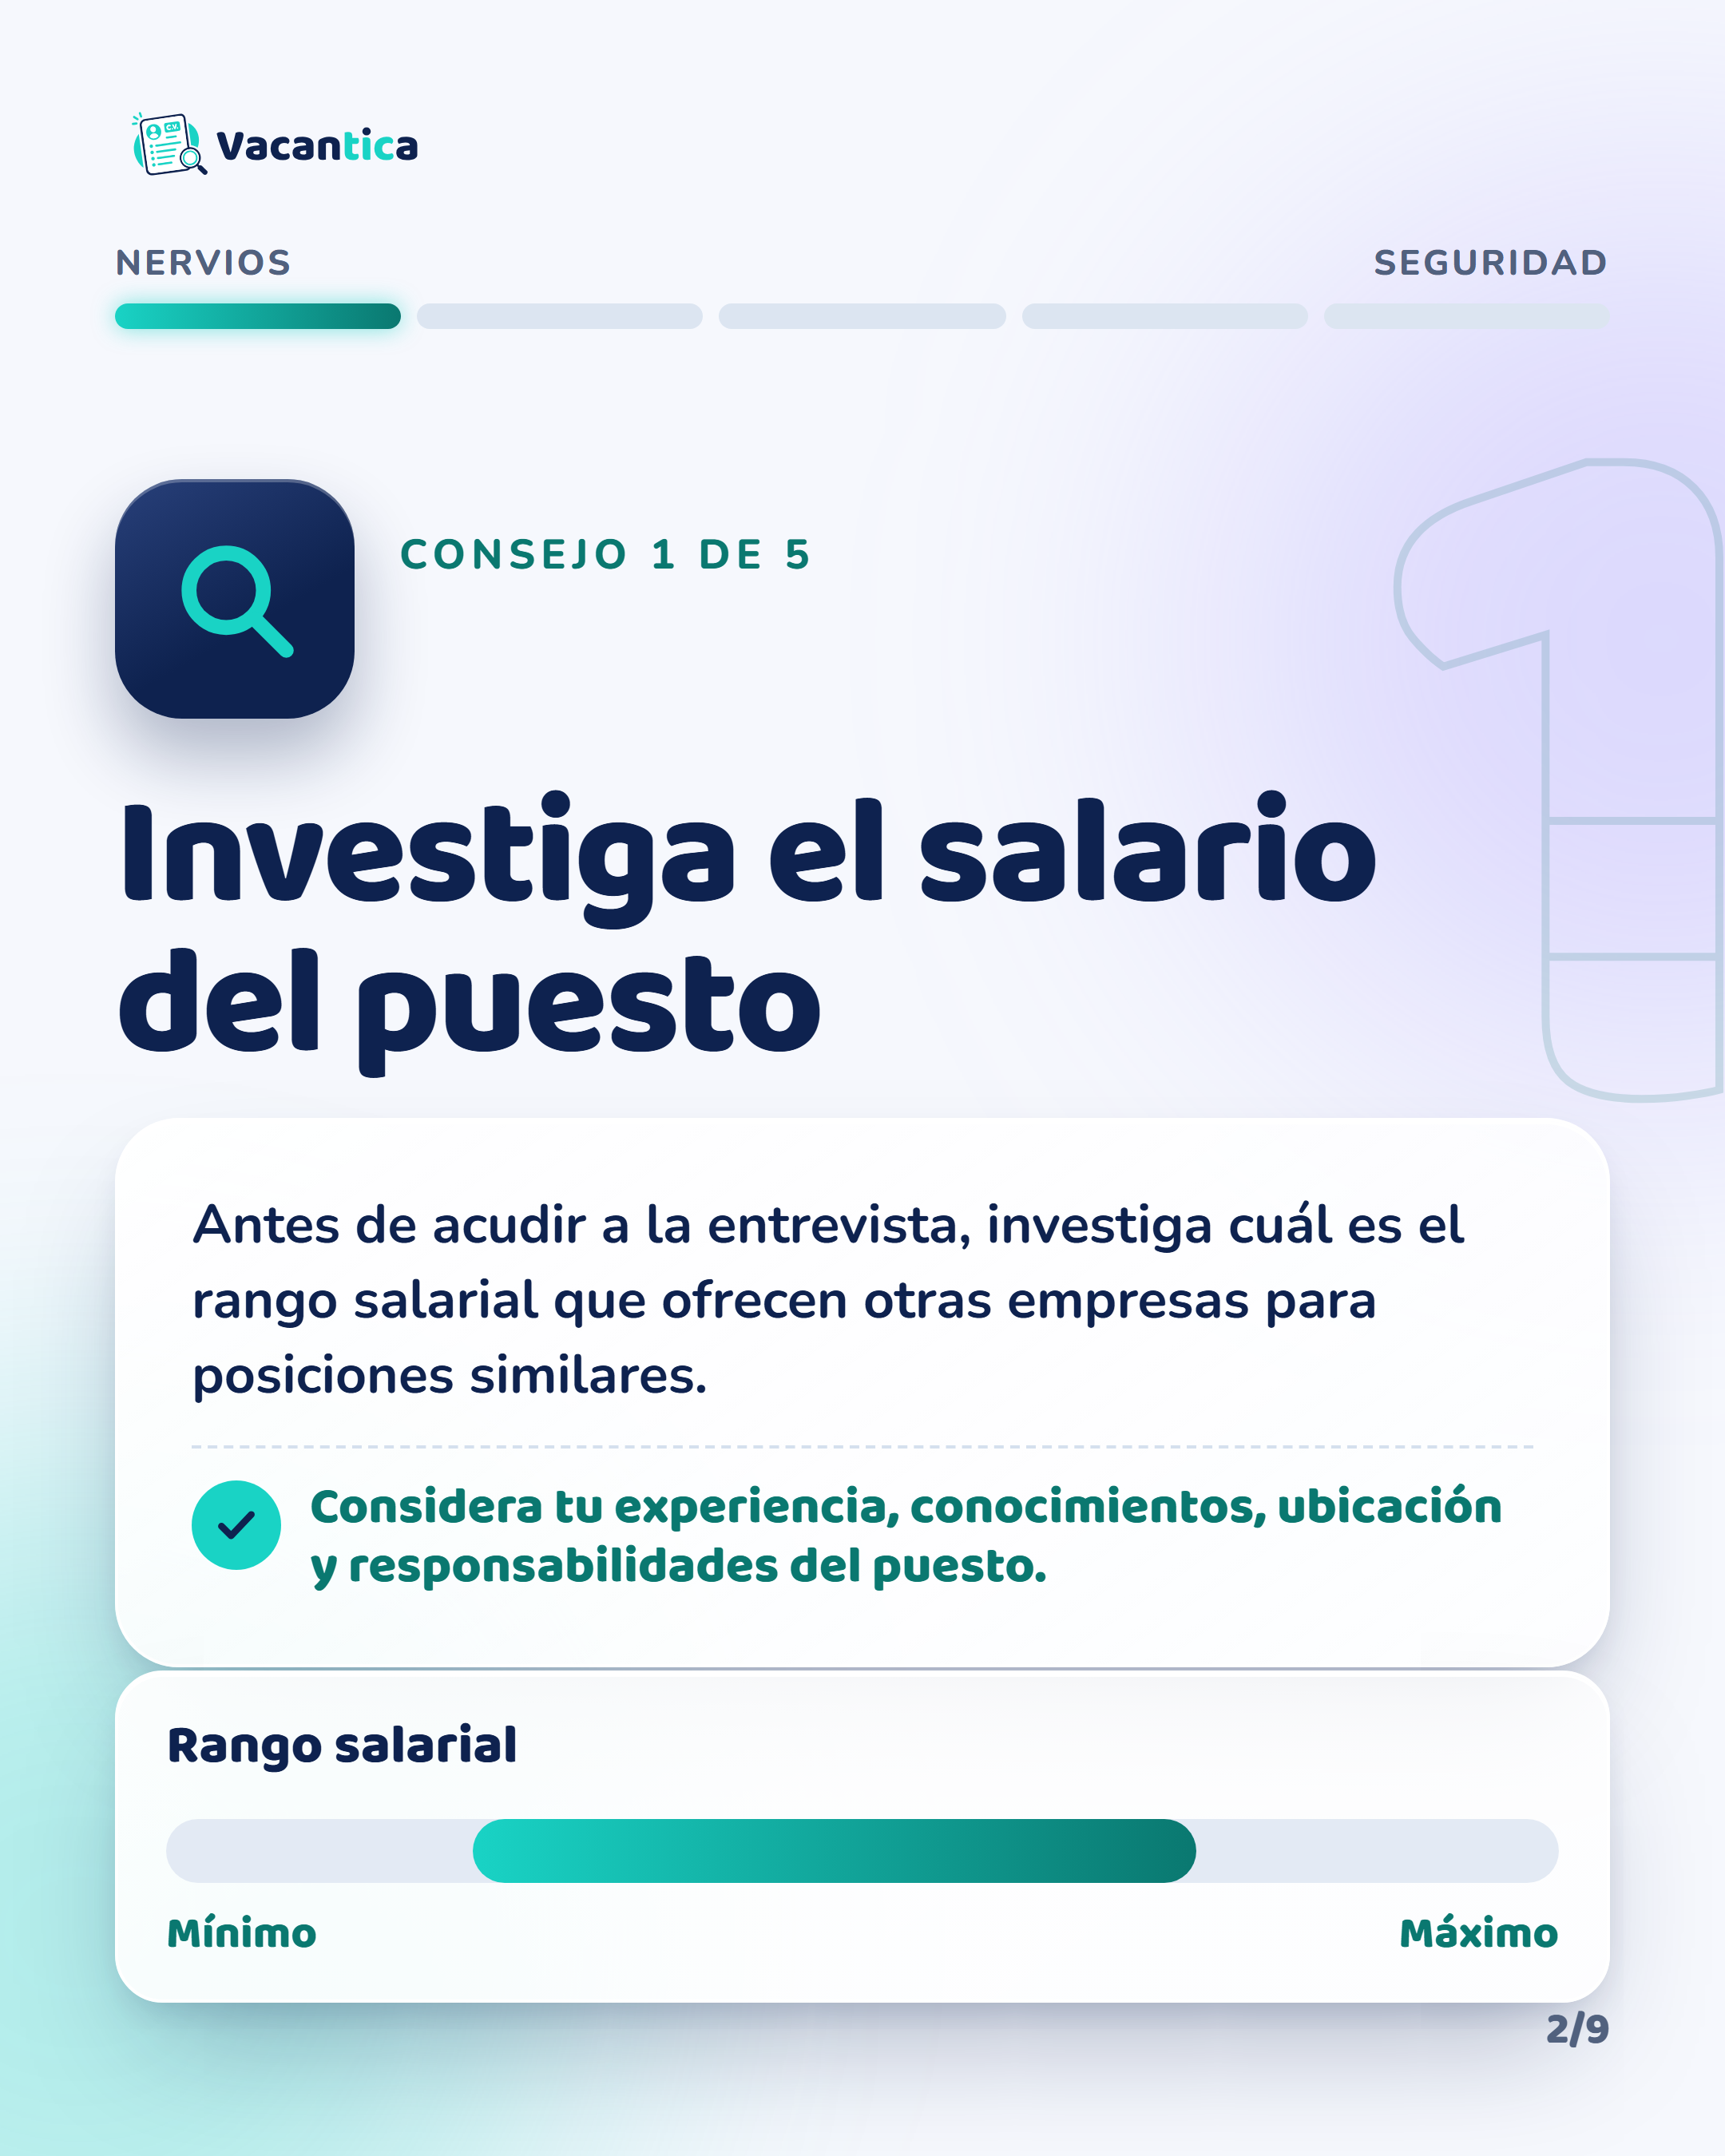 C.V.
Vacantica
NERVIOS
SEGURIDAD
CONSEJO 1 DE 5
1
Investiga el salario
del puesto
Antes de acudir a la entrevista, investiga cuál es el
rango salarial que ofrecen otras empresas para
posiciones similares.
Considera tu experiencia, conocimientos, ubicación
y responsabilidades del puesto.
Rango salarial
Mínimo
Máximo
2/9